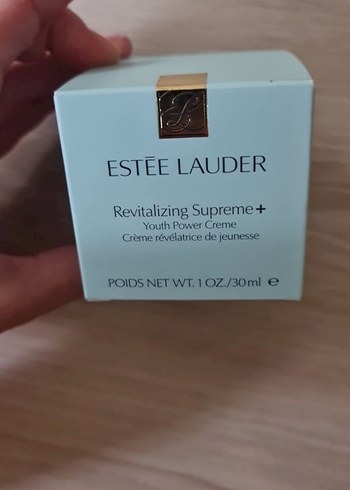 ESTĒE LAUDER
Revitalizing Supreme+
Youth Power Creme
Crème révélatrice de jeunesse
POIDS NET WT. 1 OZ./30ml ℮